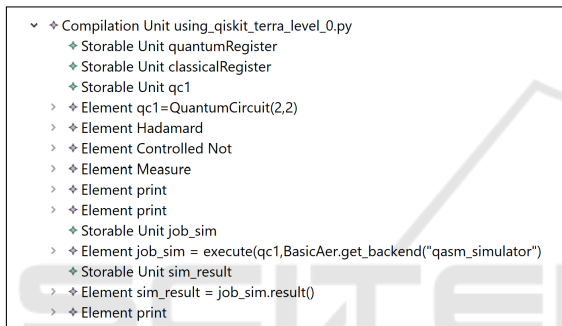 Compilation Unit using_qiskit_terra_level_0.py
Storable Unit quantumRegister
Storable Unit classicalRegister
Storable Unit qc1
Element qc1=QuantumCircuit(2,2)
Element Hadamard
Element Controlled Not
Element Measure
Element print
Element print
Storable Unit job_sim
Element job_sim = execute(qc1,BasicAer.get_backend("qasm_simulator")
Storable Unit sim_result
Element sim_result = job_sim.result()
Element print